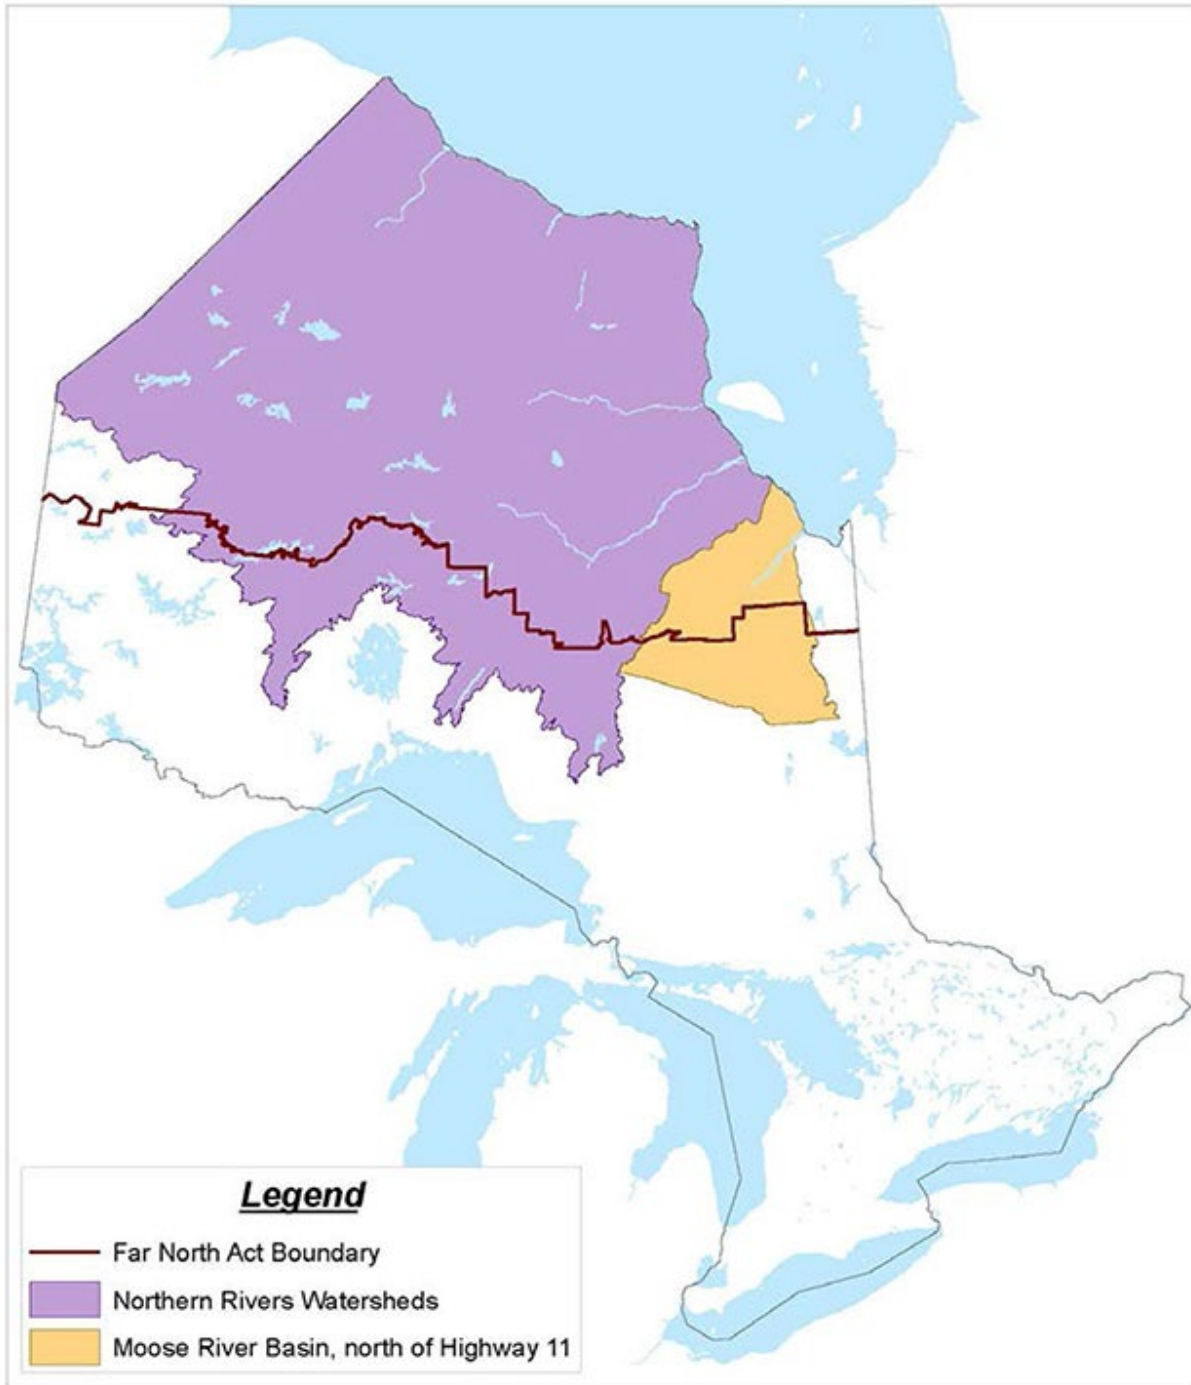 Legend
Far North Act Boundary
Northern Rivers Watersheds
Moose River Basin, north of Highway 11